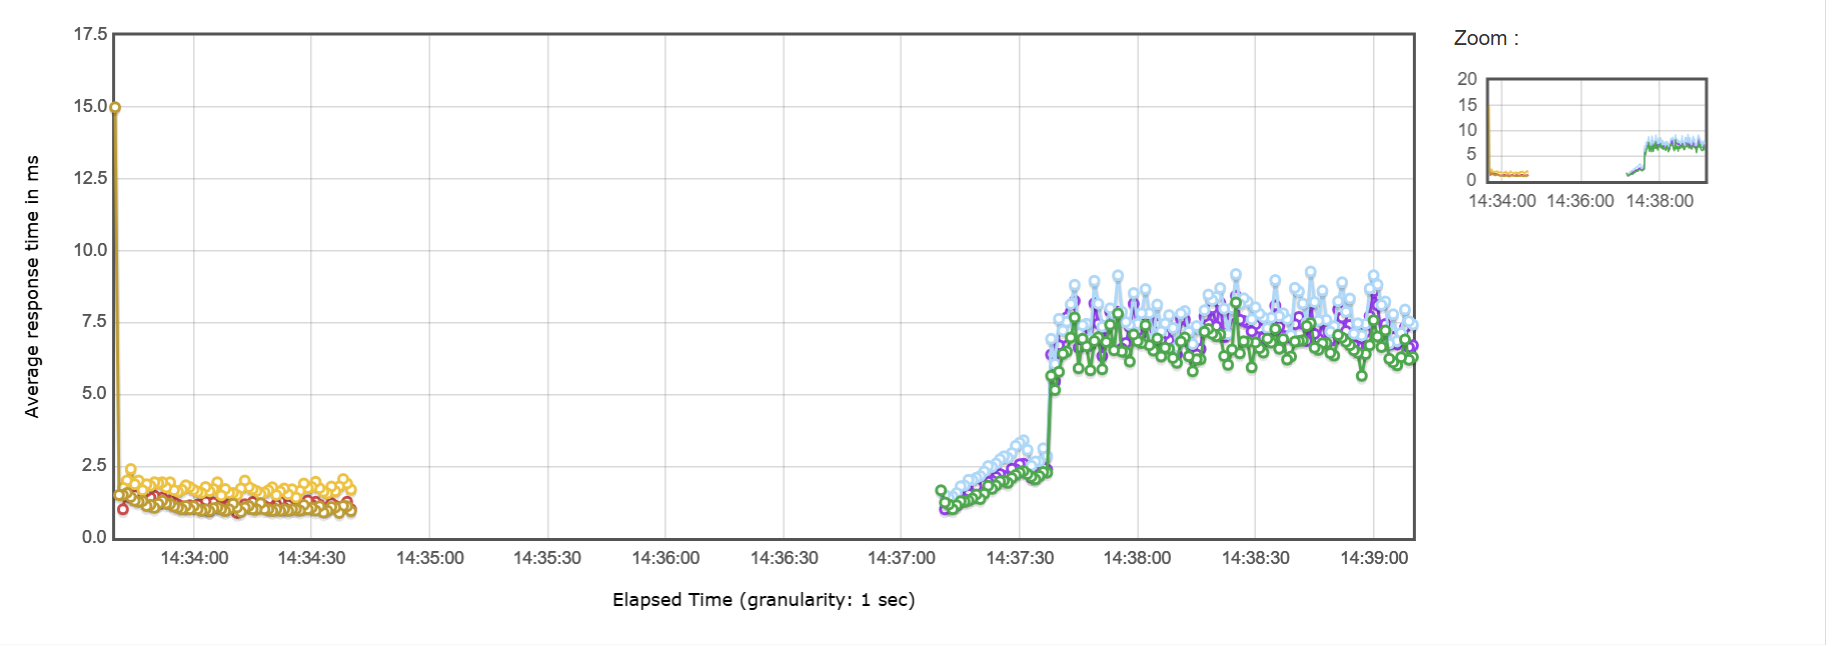 Average response time in ms
17.5
15.0
12.5
10.0
7.5
5.0
2.5
0.0
14:34:00 14:34:30 14:35:00 14:35:30 14:36:00 14:36:30 14:37:00 14:37:30 14:38:00 14:38:30 14:39:00
Elapsed Time (granularity: 1 sec)
Zoom :
20
15
10
5
0
14:34:00 14:36:00 14:38:00